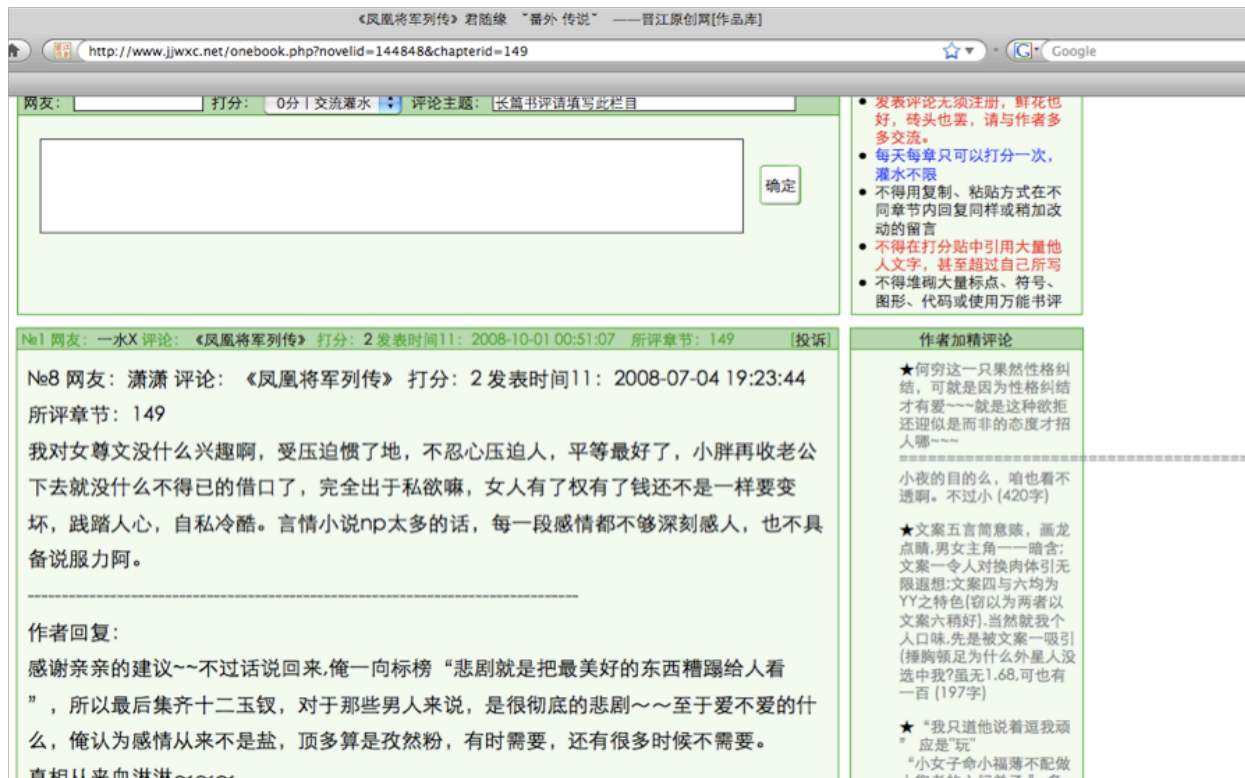 《凤凰将军列传》君随缘 ˇ番外 传说ˇ ——晋江原创网[作品库]
http://www.jjwxc.net/onebook.php?novelid=144848&chapterid=149
Google
网友：
打分：
0分 | 交流灌水
评论主题：
长篇书评请填写此栏目
确定
发表评论无须注册，鲜花也
好，砖头也罢，请与作者多
多交流。
每天每章只可以打分一次，
灌水不限
不得用复制、粘贴方式在不
同章节内回复同样或稍加改
动的留言
不得在打分贴中引用大量他
人文字，甚至超过自己所写
不得堆砌大量标点、符号、
图形、代码或使用万能书评
№1 网友：一水X 评论： 《凤凰将军列传》 打分：2 发表时间11：2008-10-01 00:51:07 所评章节：149 [投诉]
№8 网友：潇潇 评论： 《凤凰将军列传》 打分：2 发表时间11：2008-07-04 19:23:44
所评章节：149
我对女尊文没什么兴趣啊，受压迫惯了地，不忍心压迫人，平等最好了，小胖再收老公
下去就没什么不得已的借口了，完全出于私欲嘛，女人有了权有了钱还不是一样要变
坏，践踏人心，自私冷酷。言情小说np太多的话，每一段感情都不够深刻感人，也不具
备说服力阿。
--------------------------------------------------------------------------------
作者回复：
感谢亲亲的建议~~不过话说回来,俺一向标榜“悲剧就是把最美好的东西糟蹋给人看
”，所以最后集齐十二玉钗，对于那些男人来说，是很彻底的悲剧～～至于爱不爱的什
么，俺认为感情从来不是盐，顶多算是孜然粉，有时需要，还有很多时候不需要。
真相从来血淋淋～～～
作者加精评论
★何穷这一只果然性格纠
结，可就是因为性格纠结
才有爱~~~就是这种欲拒
还迎似是而非的态度才招
人哪~~~
==========================================
小夜的目的么，咱也看不
透啊。不过小 (420字)
★文案五言简意赅，画龙
点睛,男女主角一一暗含;
文案一令人对换肉体引无
限遐想;文案四与六均为
YY之特色(窃以为两者以
文案六稍好).当然就我个
人口味,先是被文案一吸引
(捶胸顿足为什么外星人没
选中我?虽无1.68,可也有
一百 (197字)
★ “我只道他说着逗我顽
” 应是"玩"
“小女子命小福薄不配做